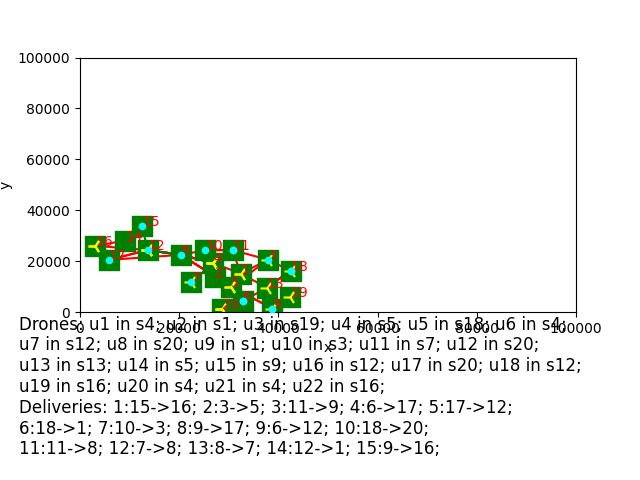 100000
80000
60000
40000
20000
0
y
0 20000 40000 60000 80000 100000
x
Drones: u1 in s4; u2 in s1; u3 in s19; u4 in s5; u5 in s18; u6 in s4;
u7 in s12; u8 in s20; u9 in s1; u10 in s3; u11 in s7; u12 in s20;
u13 in s13; u14 in s5; u15 in s9; u16 in s12; u17 in s20; u18 in s12;
u19 in s16; u20 in s4; u21 in s4; u22 in s16;
Deliveries: 1:15->16; 2:3->5; 3:11->9; 4:6->17; 5:17->12;
6:18->1; 7:10->3; 8:9->17; 9:6->12; 10:18->20;
11:11->8; 12:7->8; 13:8->7; 14:12->1; 15:9->16;